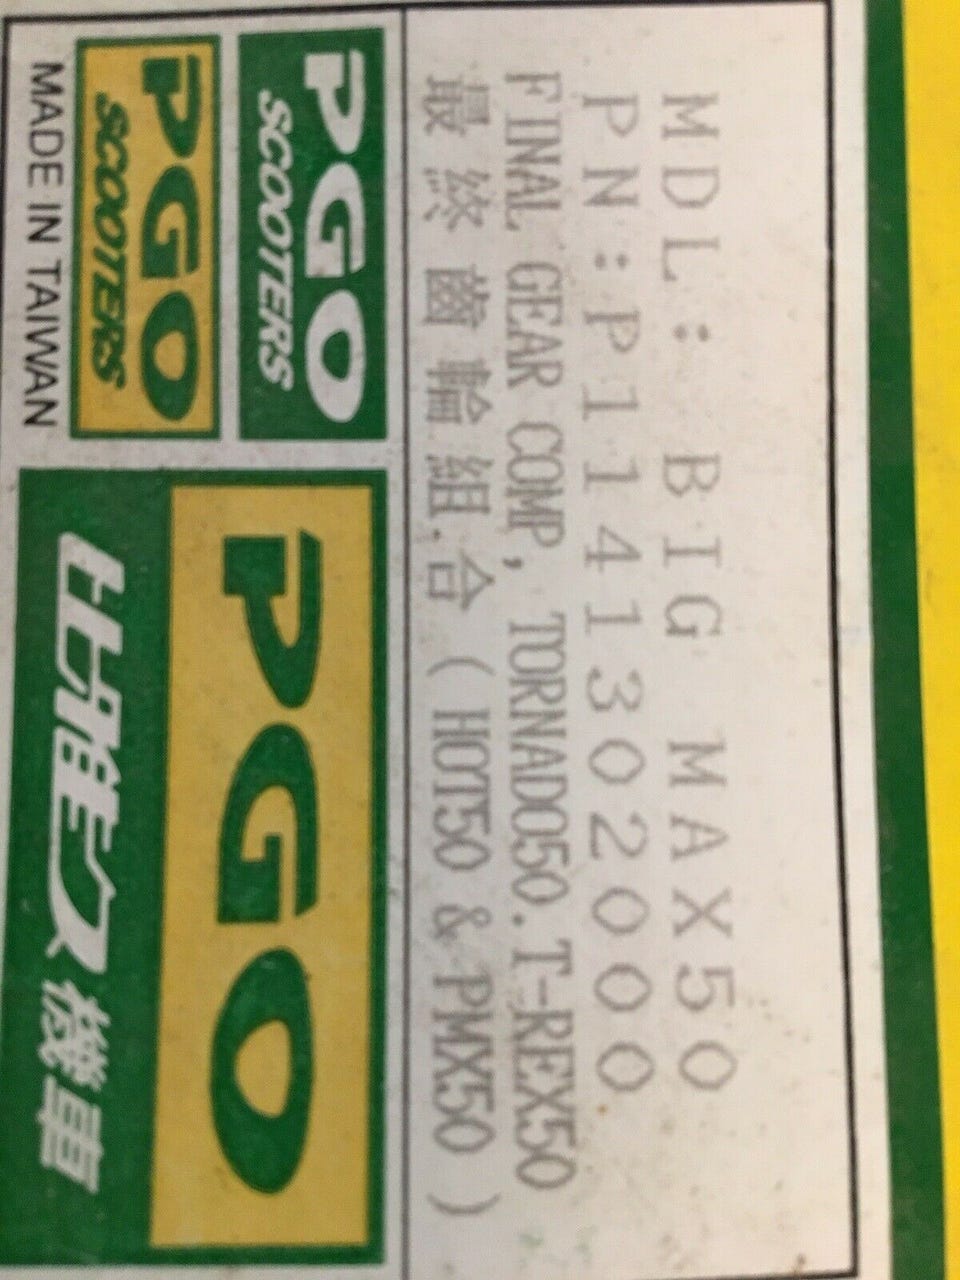 MDL: BIG MAX50
PN:P1141302000
FINAL GEAR COMP, TORNADO50.T-REX50
最終齒輪組.合(HOT50 & PMX50)
PGO
SCOOTERS
PGO
SCOOTERS
MADE IN TAIWAN
PGO
比雅久機車